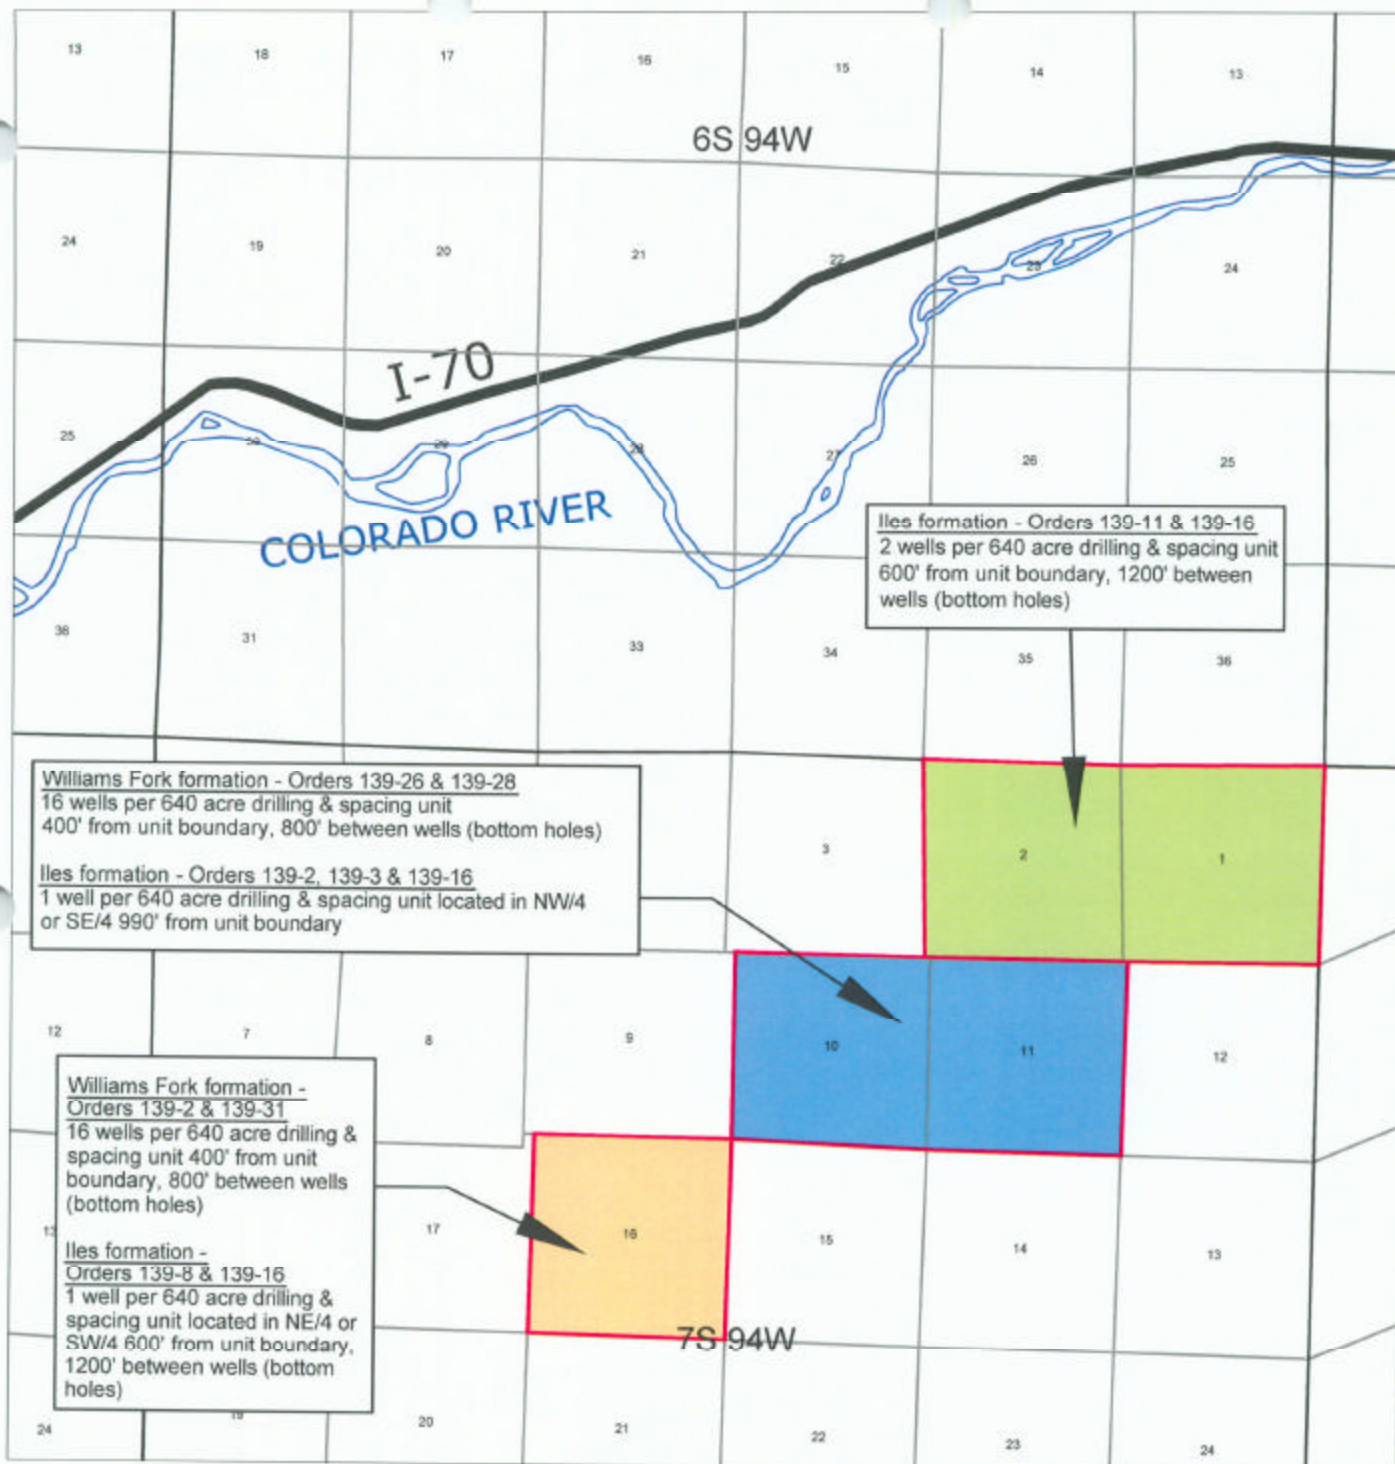 13
18
17
16
15
14
13
6S 94W
24
19
20
21
22
23
24
I-70
25
30
29
28
27
26
25
COLORADO RIVER
Iles formation - Orders 139-11 & 139-16
2 wells per 640 acre drilling & spacing unit
600' from unit boundary, 1200' between
wells (bottom holes)
36
31
33
34
35
36
Williams Fork formation - Orders 139-26 & 139-28
16 wells per 640 acre drilling & spacing unit
400' from unit boundary, 800' between wells (bottom holes)
Iles formation - Orders 139-2, 139-3 & 139-16
1 well per 640 acre drilling & spacing unit located in NW/4
or SE/4 990' from unit boundary
3
2
1
12
7
8
9
10
11
12
Williams Fork formation -
Orders 139-2 & 139-31
16 wells per 640 acre drilling &
spacing unit 400' from unit
boundary, 800' between wells
(bottom holes)
Iles formation -
Orders 139-8 & 139-16
1 well per 640 acre drilling &
spacing unit located in NE/4 or
SW/4 600' from unit boundary,
1200' between wells (bottom
holes)
13
17
16
15
14
13
7S 94W
24
19
20
21
22
23
24